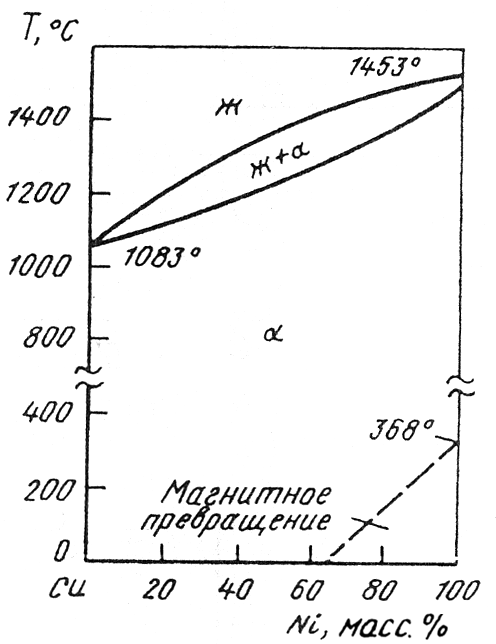 T,°C
1453°
1400
ж
ж+α
1200
1083°
1000
800
α
400
368°
200
Магнитное
превращение
0
Cu 20 40 60 80 100
Ni, масс.%